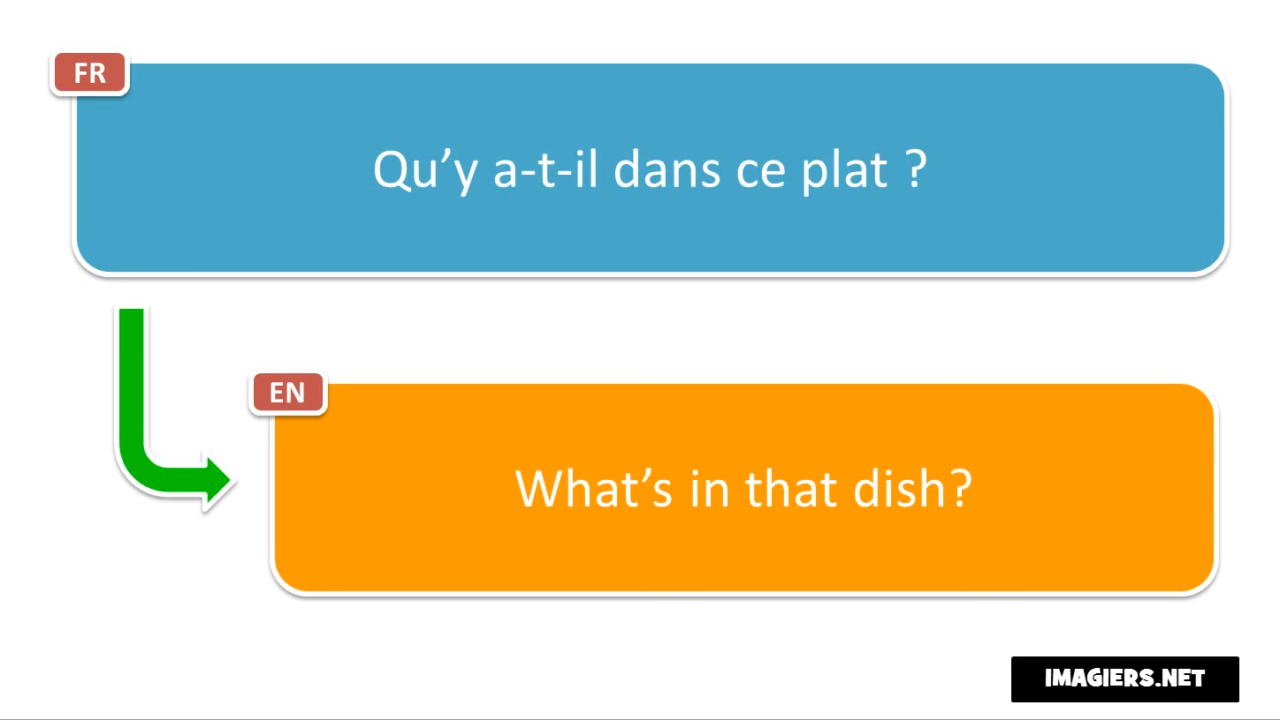 FR
Qu’y a-t-il dans ce plat ?
EN
What’s in that dish?
IMAGIERS.NET